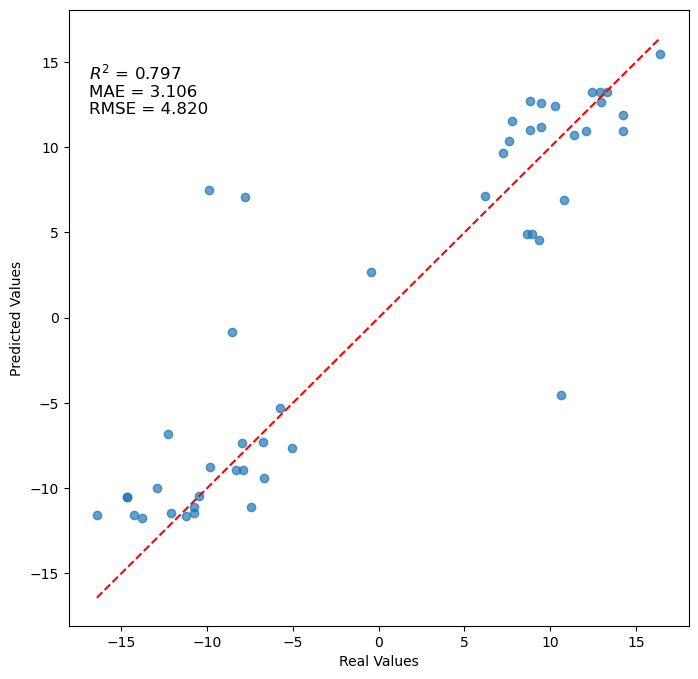 R² = 0.797
MAE = 3.106
RMSE = 4.820
15
10
5
0
−5
−10
−15
Predicted Values
−15
−10
−5
0
5
10
15
Real Values